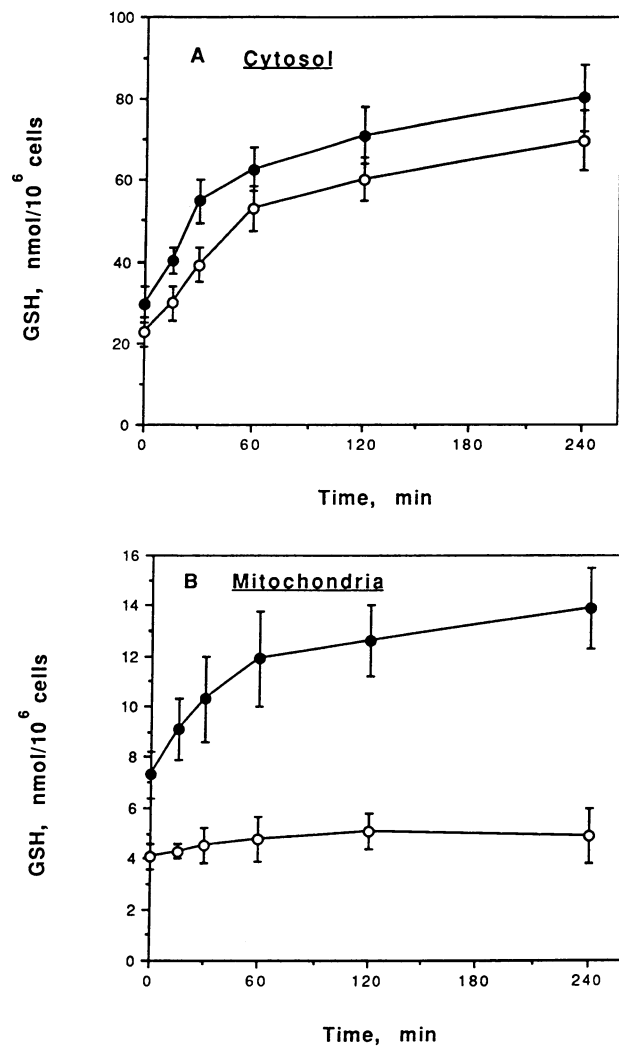 100
A Cytosol
80
60
40
20
0
GSH, nmol/10^6 cells
0 60 120 180 240
Time, min
16
B Mitochondria
14
12
10
8
6
4
2
0
GSH, nmol/10^6 cells
0 60 120 180 240
Time, min